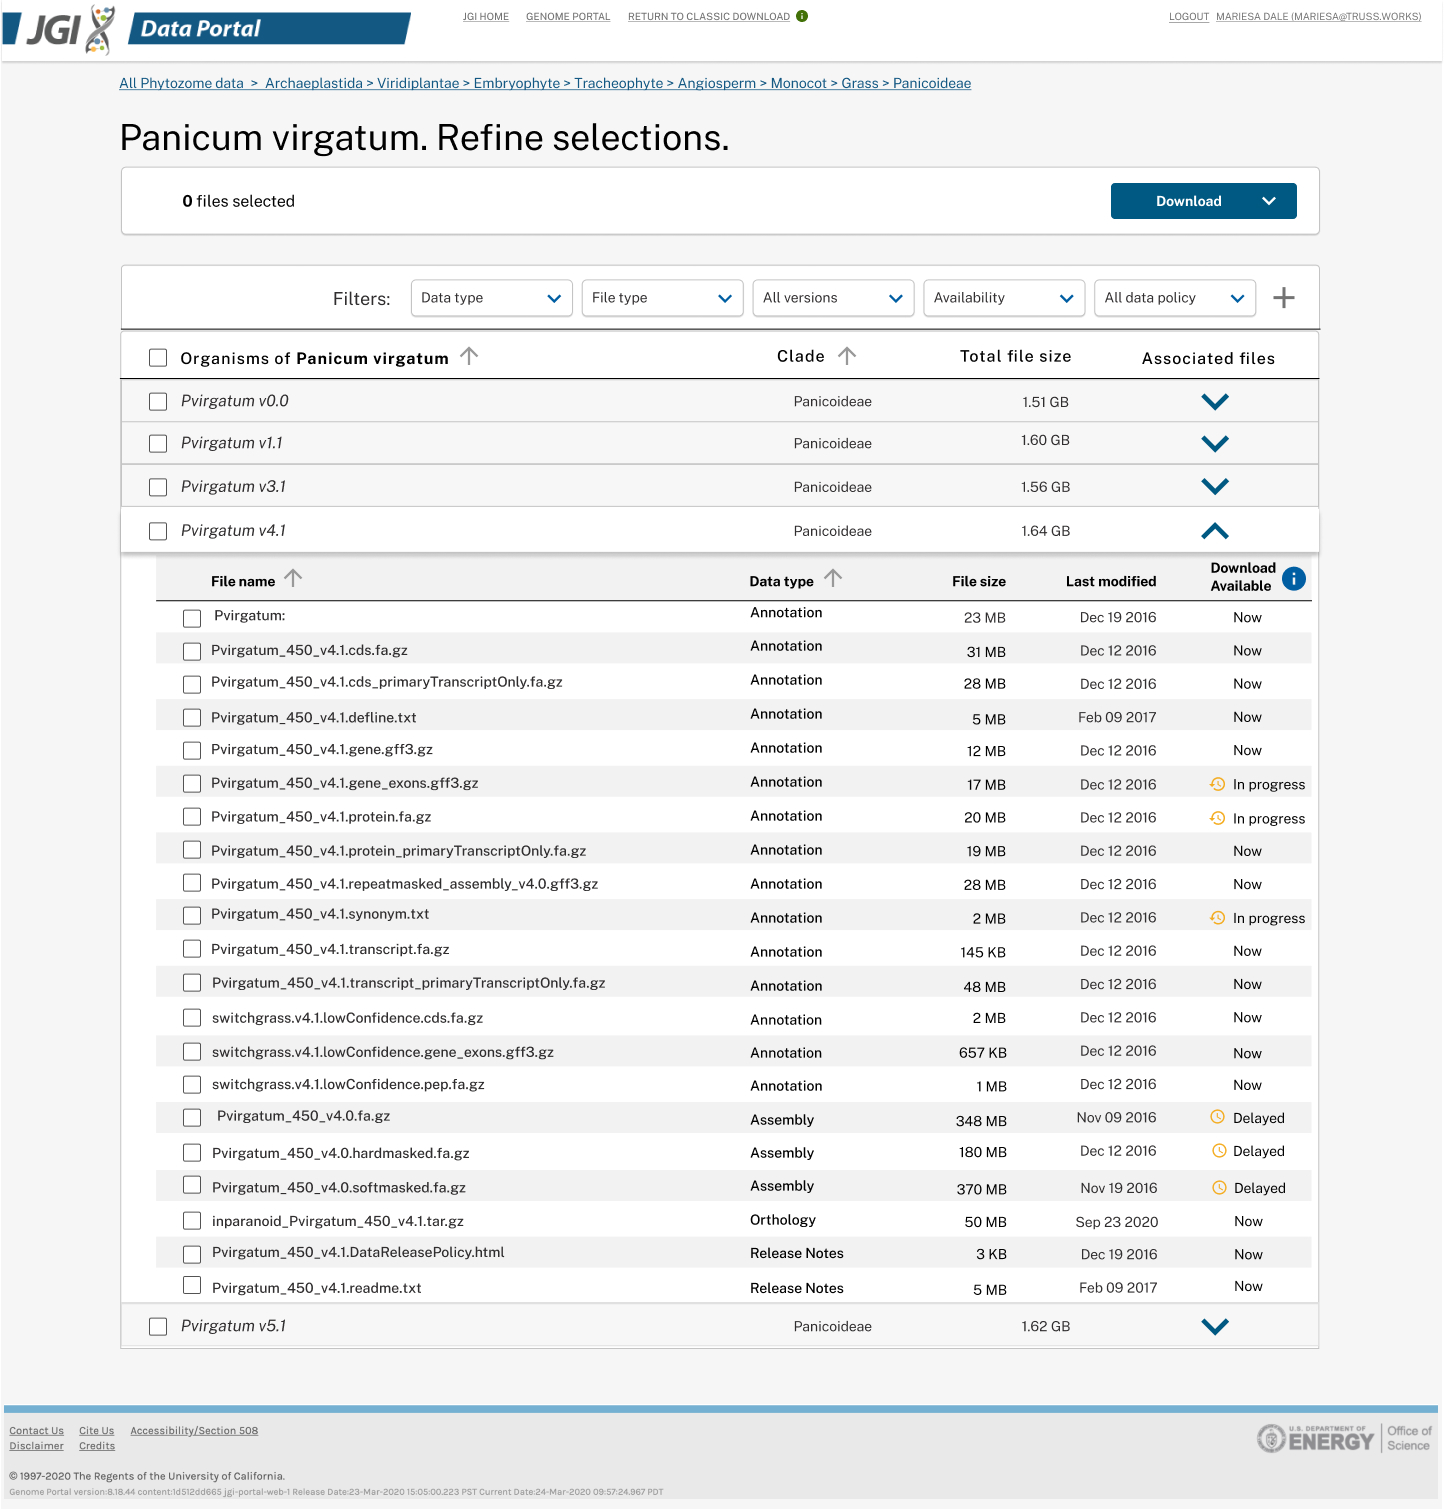 JGI Data Portal
JGI HOME GENOME PORTAL RETURN TO CLASSIC DOWNLOAD i
LOGOUT MARIESA DALE (MARIESA@TRUSS.WORKS)
All Phytozome data > Archaeplastida > Viridiplantae > Embryophyte > Tracheophyte > Angiosperm > Monocot > Grass > Panicoideae
Panicum virgatum. Refine selections.
0 files selected
Download
Filters: Data type File type All versions Availability All data policy
Organisms of Panicum virgatum Clade Total file size Associated files
Pvirgatum v0.0 Panicoideae 1.51 GB
Pvirgatum v1.1 Panicoideae 1.60 GB
Pvirgatum v3.1 Panicoideae 1.56 GB
Pvirgatum v4.1 Panicoideae 1.64 GB
File name Data type File size Last modified Download Available i
Pvirgatum: Annotation 23 MB Dec 19 2016 Now
Pvirgatum_450_v4.1.cds.fa.gz Annotation 31 MB Dec 12 2016 Now
Pvirgatum_450_v4.1.cds_primaryTranscriptOnly.fa.gz Annotation 28 MB Dec 12 2016 Now
Pvirgatum_450_v4.1.defline.txt Annotation 5 MB Feb 09 2017 Now
Pvirgatum_450_v4.1.gene.gff3.gz Annotation 12 MB Dec 12 2016 Now
Pvirgatum_450_v4.1.gene_exons.gff3.gz Annotation 17 MB Dec 12 2016 In progress
Pvirgatum_450_v4.1.protein.fa.gz Annotation 20 MB Dec 12 2016 In progress
Pvirgatum_450_v4.1.protein_primaryTranscriptOnly.fa.gz Annotation 19 MB Dec 12 2016 Now
Pvirgatum_450_v4.1.repeatmasked_assembly_v4.0.gff3.gz Annotation 28 MB Dec 12 2016 Now
Pvirgatum_450_v4.1.synonym.txt Annotation 2 MB Dec 12 2016 In progress
Pvirgatum_450_v4.1.transcript.fa.gz Annotation 145 KB Dec 12 2016 Now
Pvirgatum_450_v4.1.transcript_primaryTranscriptOnly.fa.gz Annotation 48 MB Dec 12 2016 Now
switchgrass.v4.1.lowConfidence.cds.fa.gz Annotation 2 MB Dec 12 2016 Now
switchgrass.v4.1.lowConfidence.gene_exons.gff3.gz Annotation 657 KB Dec 12 2016 Now
switchgrass.v4.1.lowConfidence.pep.fa.gz Annotation 1 MB Dec 12 2016 Now
Pvirgatum_450_v4.0.fa.gz Assembly 348 MB Nov 09 2016 Delayed
Pvirgatum_450_v4.0.hardmasked.fa.gz Assembly 180 MB Dec 12 2016 Delayed
Pvirgatum_450_v4.0.softmasked.fa.gz Assembly 370 MB Nov 19 2016 Delayed
inparanoid_Pvirgatum_450_v4.1.tar.gz Orthology 50 MB Sep 23 2020 Now
Pvirgatum_450_v4.1.DataReleasePolicy.html Release Notes 3 KB Dec 19 2016 Now
Pvirgatum_450_v4.1.readme.txt Release Notes 5 MB Feb 09 2017 Now
Pvirgatum v5.1 Panicoideae 1.62 GB
Contact Us Cite Us Accessibility/Section 508
Disclaimer Credits
U.S. DEPARTMENT OF
ENERGY
Office of
Science
© 1997-2020 The Regents of the University of California.
Genome Portal version:8.18.44 content:1d512dd665 jgi-portal-web-1 Release Date:23-Mar-2020 15:05:00.223 PST Current Date:24-Mar-2020 09:57:24.967 PDT